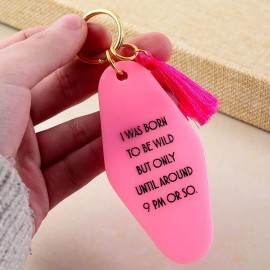 I WAS BORN
TO BE WILD
BUT ONLY
UNTIL AROUND
9 PM OR SO.